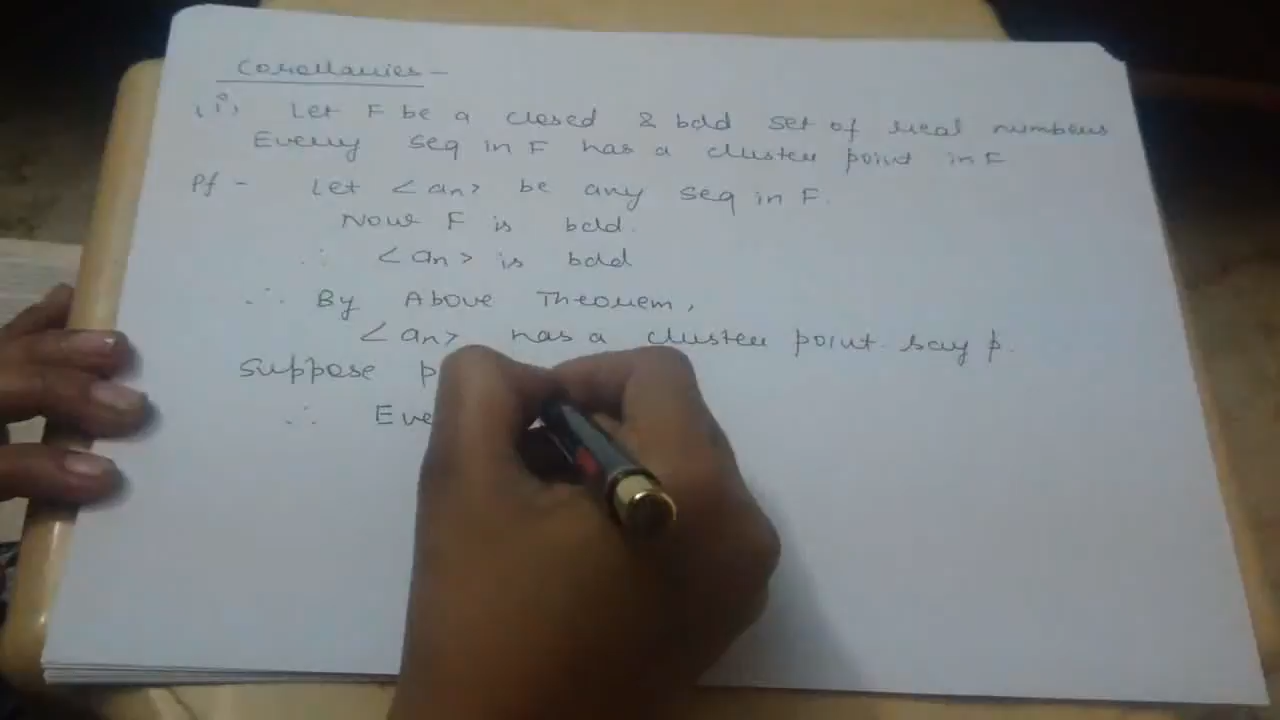 Corollaries -
(i) Let F be a closed & bdd set of real numbers
Every seq in F has a cluster point in F
Pf - Let <an> be any seq in F.
Now F is bdd.
∴ <an> is bdd
∴ By Above Theorem,
<an> has a cluster point say p.
Suppose p
∴ Eve